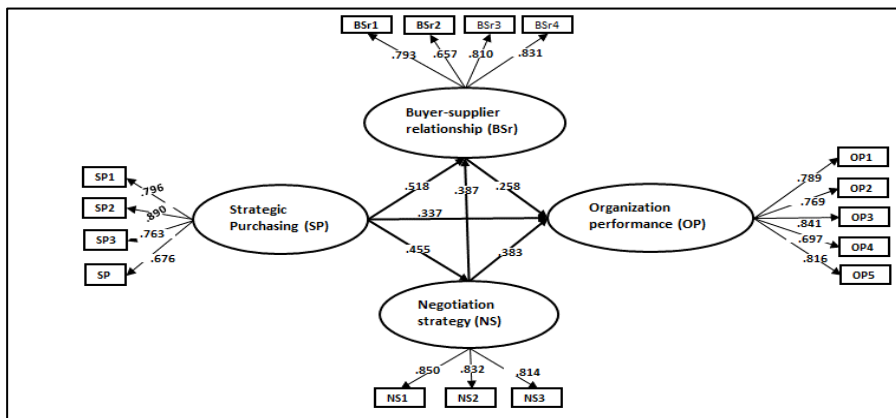 BSr1 BSr2 BSr3 BSr4
.793 .657 .810 .831
Buyer-supplier
relationship (BSr)
SP1
SP2
SP3
SP
.796
.890
.763
.676
Strategic
Purchasing (SP)
.518
.387
.258
.337
.455
.383
Organization
performance (OP)
OP1
OP2
OP3
OP4
OP5
.789
.769
.841
.697
.816
Negotiation
strategy (NS)
.850 .832 .814
NS1 NS2 NS3